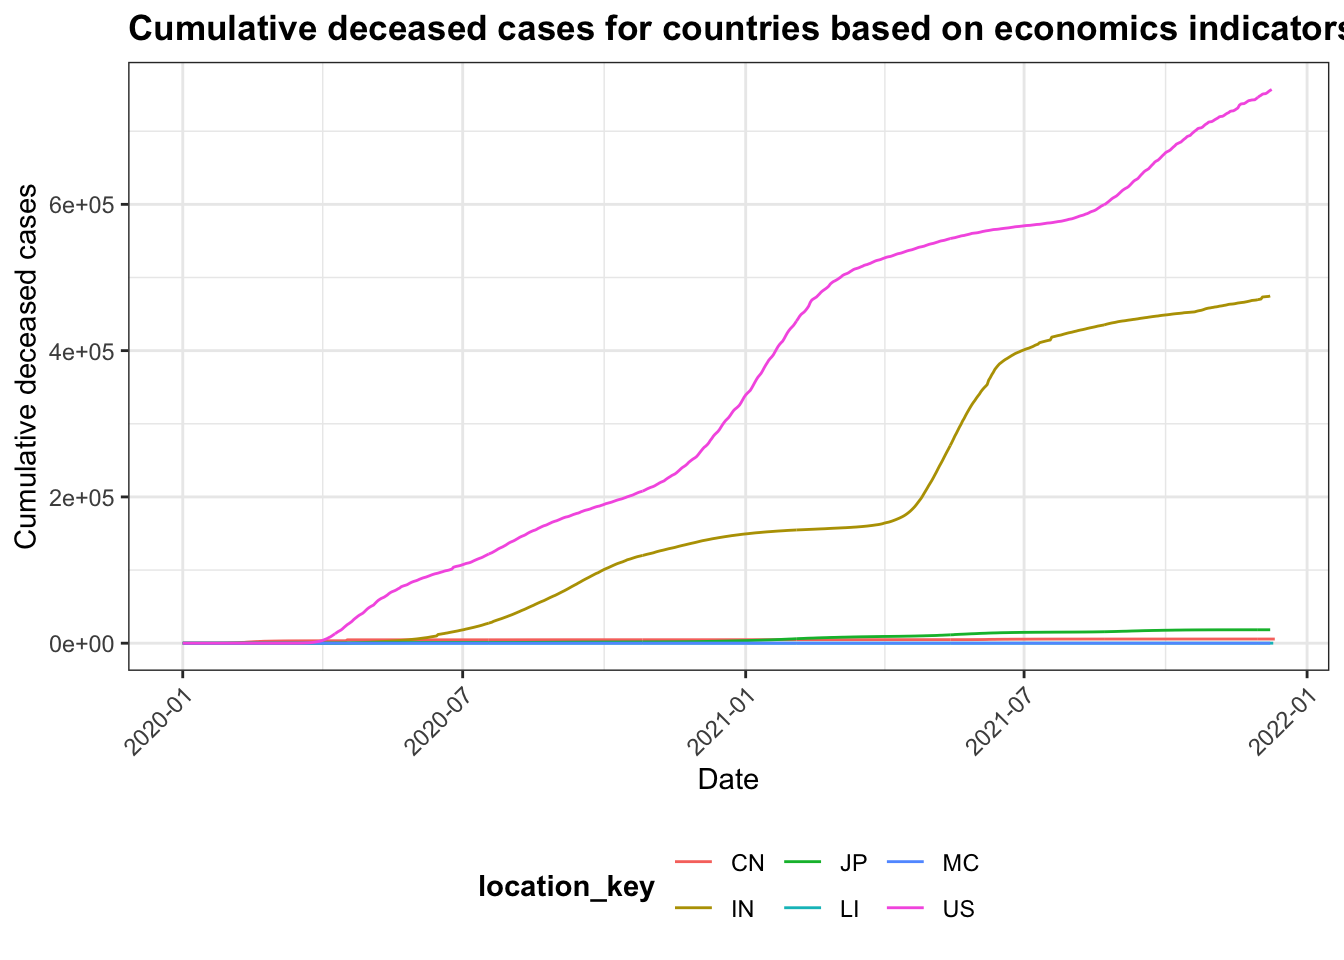 Cumulative deceased cases for countries based on economics indicators
Cumulative deceased cases
6e+05
4e+05
2e+05
0e+00
2020-01
2020-07
2021-01
2021-07
2022-01
Date
location_key
CN
JP
MC
IN
LI
US